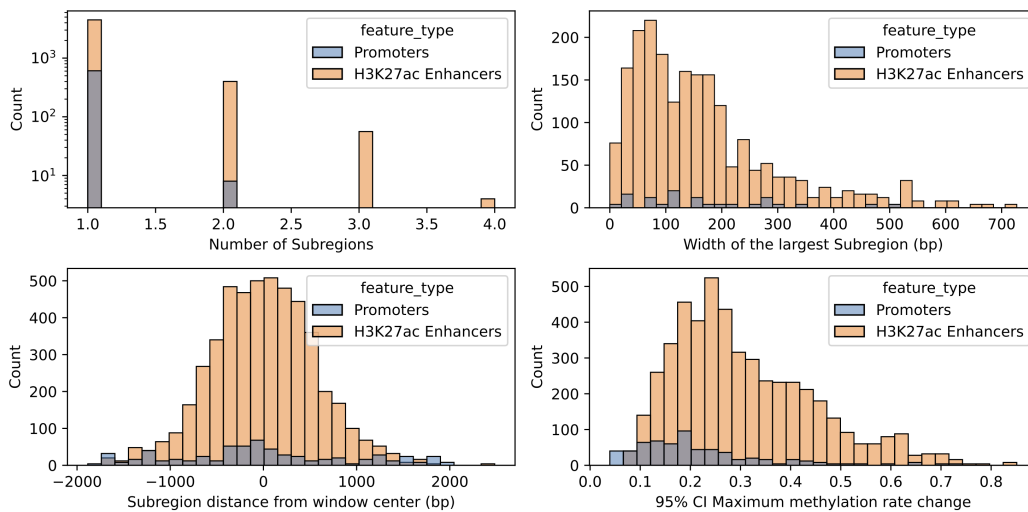 feature_type
Promoters
H3K27ac Enhancers
Count
10³
10²
10¹
1.0 1.5 2.0 2.5 3.0 3.5 4.0
Number of Subregions
feature_type
Promoters
H3K27ac Enhancers
Count
200
150
100
50
0
0 100 200 300 400 500 600 700
Width of the largest Subregion (bp)
feature_type
Promoters
H3K27ac Enhancers
Count
500
400
300
200
100
0
−2000 −1000 0 1000 2000
Subregion distance from window center (bp)
feature_type
Promoters
H3K27ac Enhancers
Count
500
400
300
200
100
0
0.0 0.1 0.2 0.3 0.4 0.5 0.6 0.7 0.8
95% CI Maximum methylation rate change